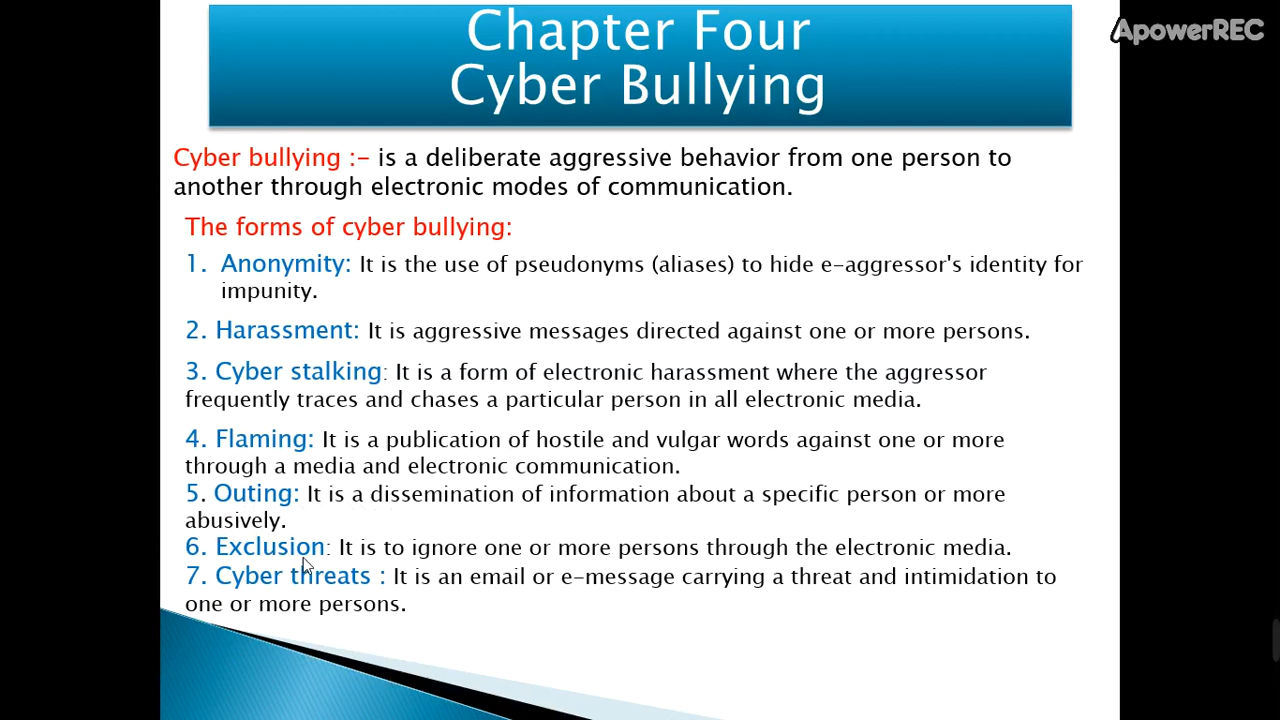 Chapter Four
Cyber Bullying
ApowerREC
Cyber bullying :- is a deliberate aggressive behavior from one person to
another through electronic modes of communication.
The forms of cyber bullying:
1. Anonymity: It is the use of pseudonyms (aliases) to hide e-aggressor's identity for
impunity.
2. Harassment: It is aggressive messages directed against one or more persons.
3. Cyber stalking: It is a form of electronic harassment where the aggressor
frequently traces and chases a particular person in all electronic media.
4. Flaming: It is a publication of hostile and vulgar words against one or more
through a media and electronic communication.
5. Outing: It is a dissemination of information about a specific person or more
abusively.
6. Exclusion: It is to ignore one or more persons through the electronic media.
7. Cyber threats : It is an email or e-message carrying a threat and intimidation to
one or more persons.